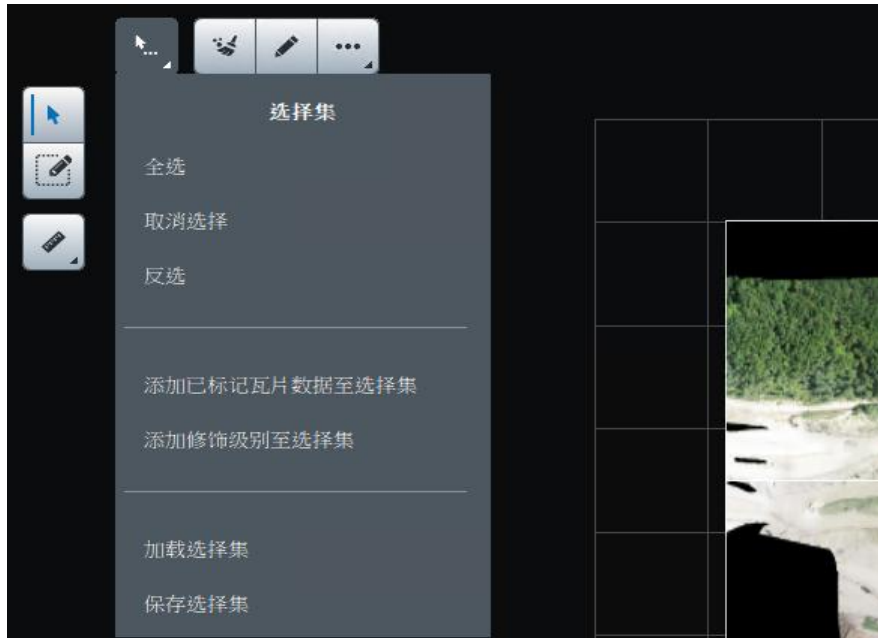 选择集
全选
取消选择
反选
添加已标记瓦片数据至选择集
添加修饰级别至选择集
加载选择集
保存选择集